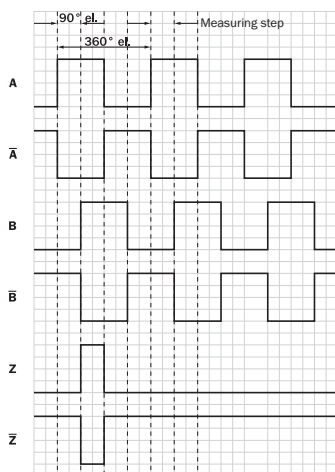 90° el.
Measuring step
360° el.
A
A̅
B
B̅
Z
Z̅